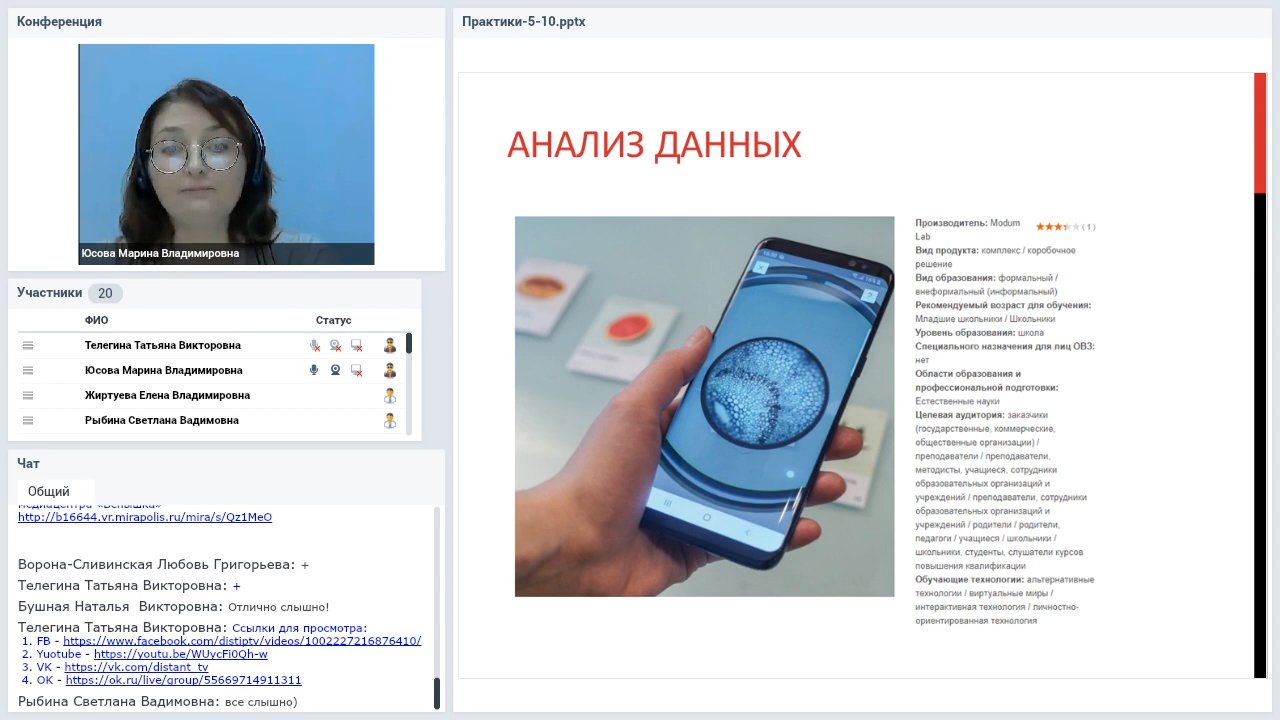 Конференция
Юсова Марина Владимировна
Участники 20
ФИО Статус
Телегина Татьяна Викторовна
Юсова Марина Владимировна
Жиртуева Елена Владимировна
Рыбина Светлана Вадимовна
Чат
Общий
http://b16644.vr.mirapolis.ru/mira/s/Qz1MeO
Ворона-Сливинская Любовь Григорьева: +
Телегина Татьяна Викторовна: +
Бушная Наталья Викторовна: Отлично слышно!
Телегина Татьяна Викторовна: Ссылки для просмотра:
1. FB - https://www.facebook.com/distiptv/videos/1002227216876410/
2. Yuotube - https://youtu.be/WUycFi0Qh-w
3. VK - https://vk.com/distant_tv
4. OK - https://ok.ru/live/group/55669714911311
Рыбина Светлана Вадимовна: все слышно)
Практики-5-10.pptx
АНАЛИЗ ДАННЫХ
Производитель: Modum
Lab
(1)
Вид продукта: комплекс / коробочное
решение
Вид образования: формальный /
внеформальный (информальный)
Рекомендуемый возраст для обучения:
Младшие школьники / Школьники
Уровень образования: школа
Специального назначения для лиц ОВЗ:
нет
Области образования и
профессиональной подготовки:
Естественные науки
Целевая аудитория: заказчики
(государственные, коммерческие,
общественные организации) /
преподаватели / преподаватели,
методисты, учащиеся, сотрудники
образовательных организаций и
учреждений / преподаватели, сотрудники
образовательных организаций и
учреждений / родители / родители,
педагоги / учащиеся / школьники /
школьники, студенты, слушатели курсов
повышения квалификации
Обучающие технологии: альтернативные
технологии / виртуальные миры /
интерактивная технология / личностно-
ориентированная технология